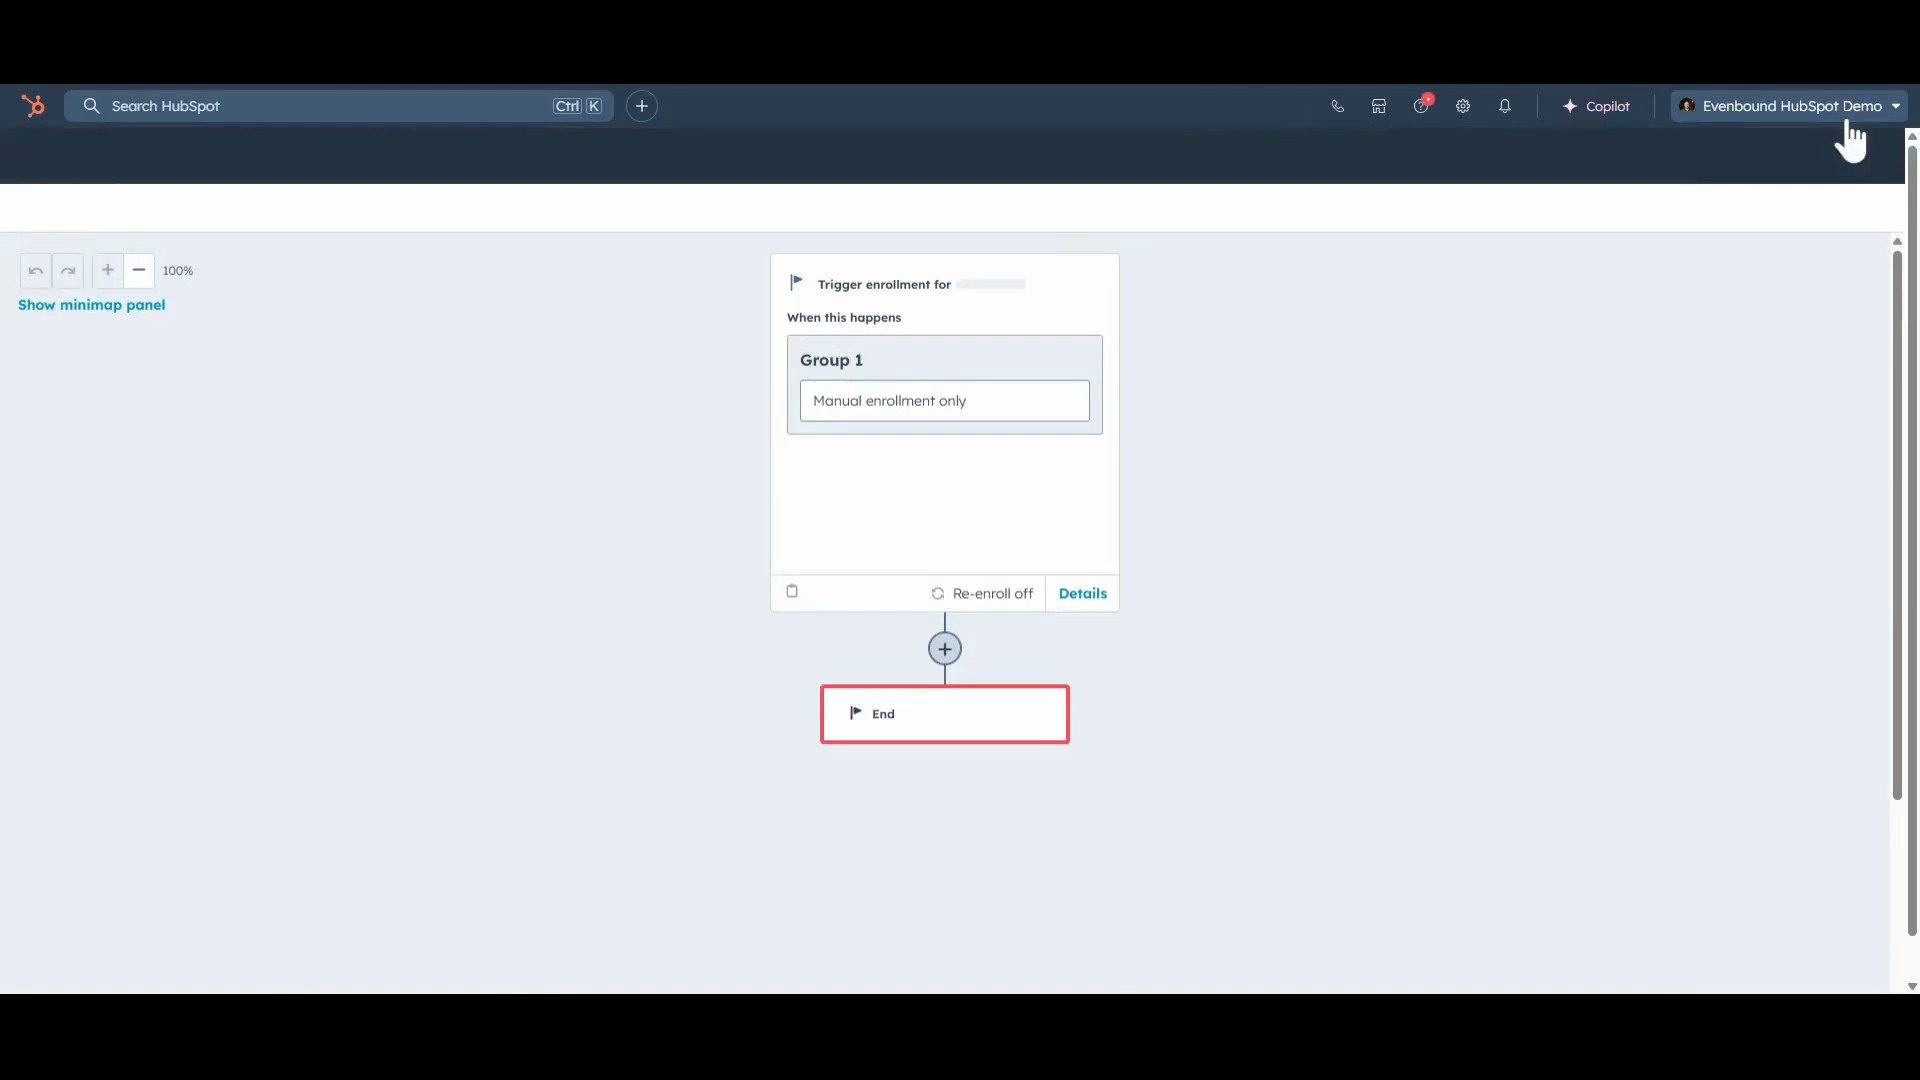 Search HubSpot Ctrl K Copilot Evenbound HubSpot Demo
100%
Show minimap panel
Trigger enrollment for
When this happens
Group 1
Manual enrollment only
Re-enroll off Details
End